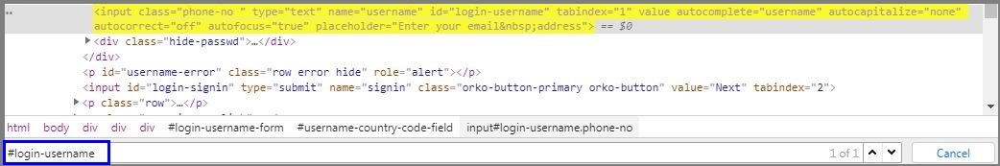 <input class="phone-no " type="text" name="username" id="login-username" tabindex="1" value autocomplete="username" autocapitalize="none"
autocorrect="off" autofocus="true" placeholder="Enter your email&nbsp;address"> == $0
<div class="hide-passwd">…</div>
</div>
<p id="username-error" class="row error hide" role="alert"></p>
<input id="login-signin" type="submit" name="signin" class="orko-button-primary orko-button" value="Next" tabindex="2">
<p class="row">…</p>
html body div div div #login-username-form #username-country-code-field input#login-username.phone-no
#login-username 1 of 1 Cancel